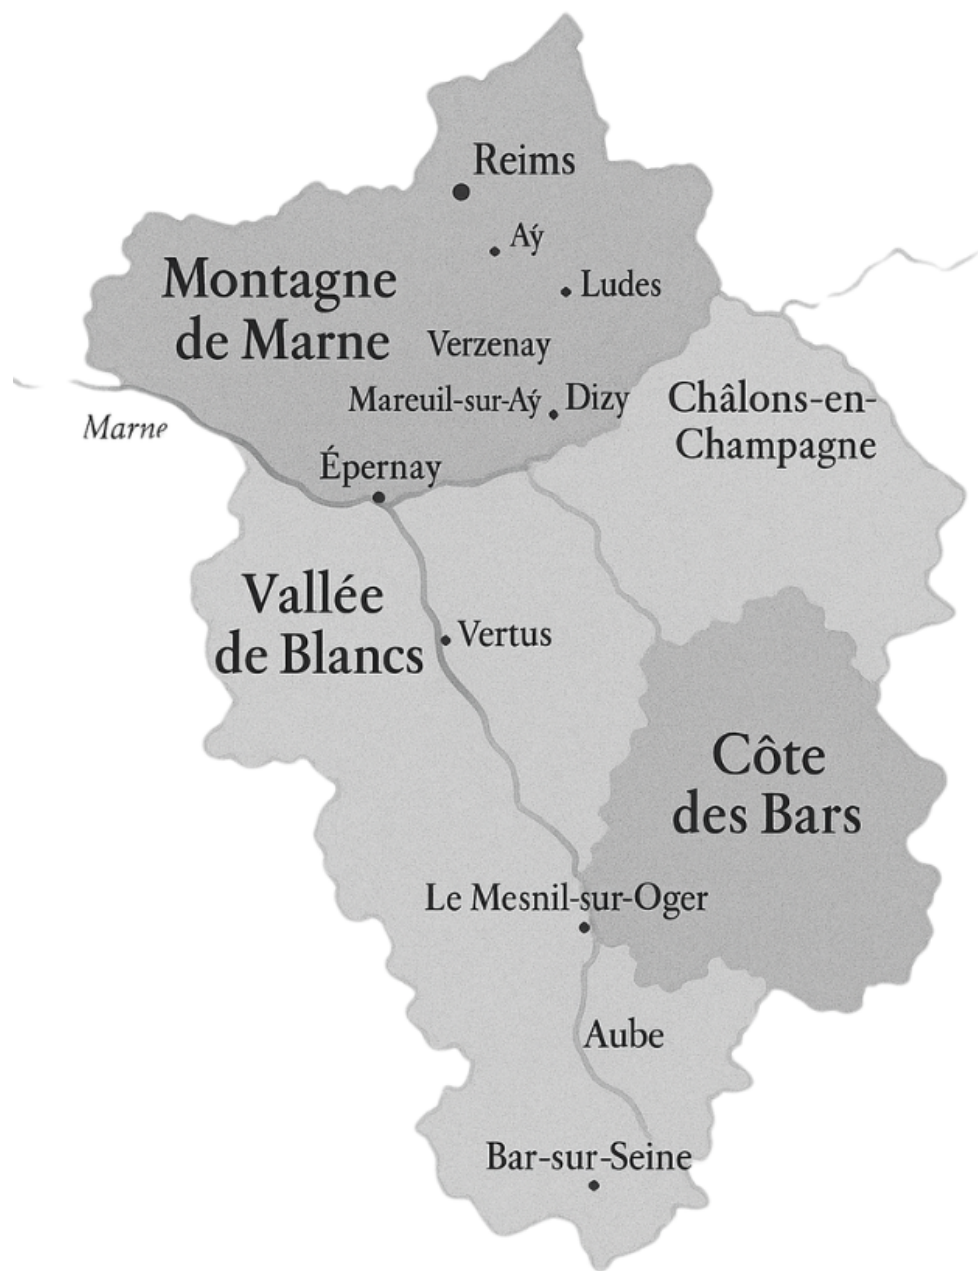 Reims
Aý
Montagne
de Marne
Ludes
Verzenay
Mareuil-sur-Aý
Dizy
Châlons-en-
Champagne
Marne
Épernay
Vallée
de Blancs
Vertus
Côte
des Bars
Le Mesnil-sur-Oger
Aube
Bar-sur-Seine